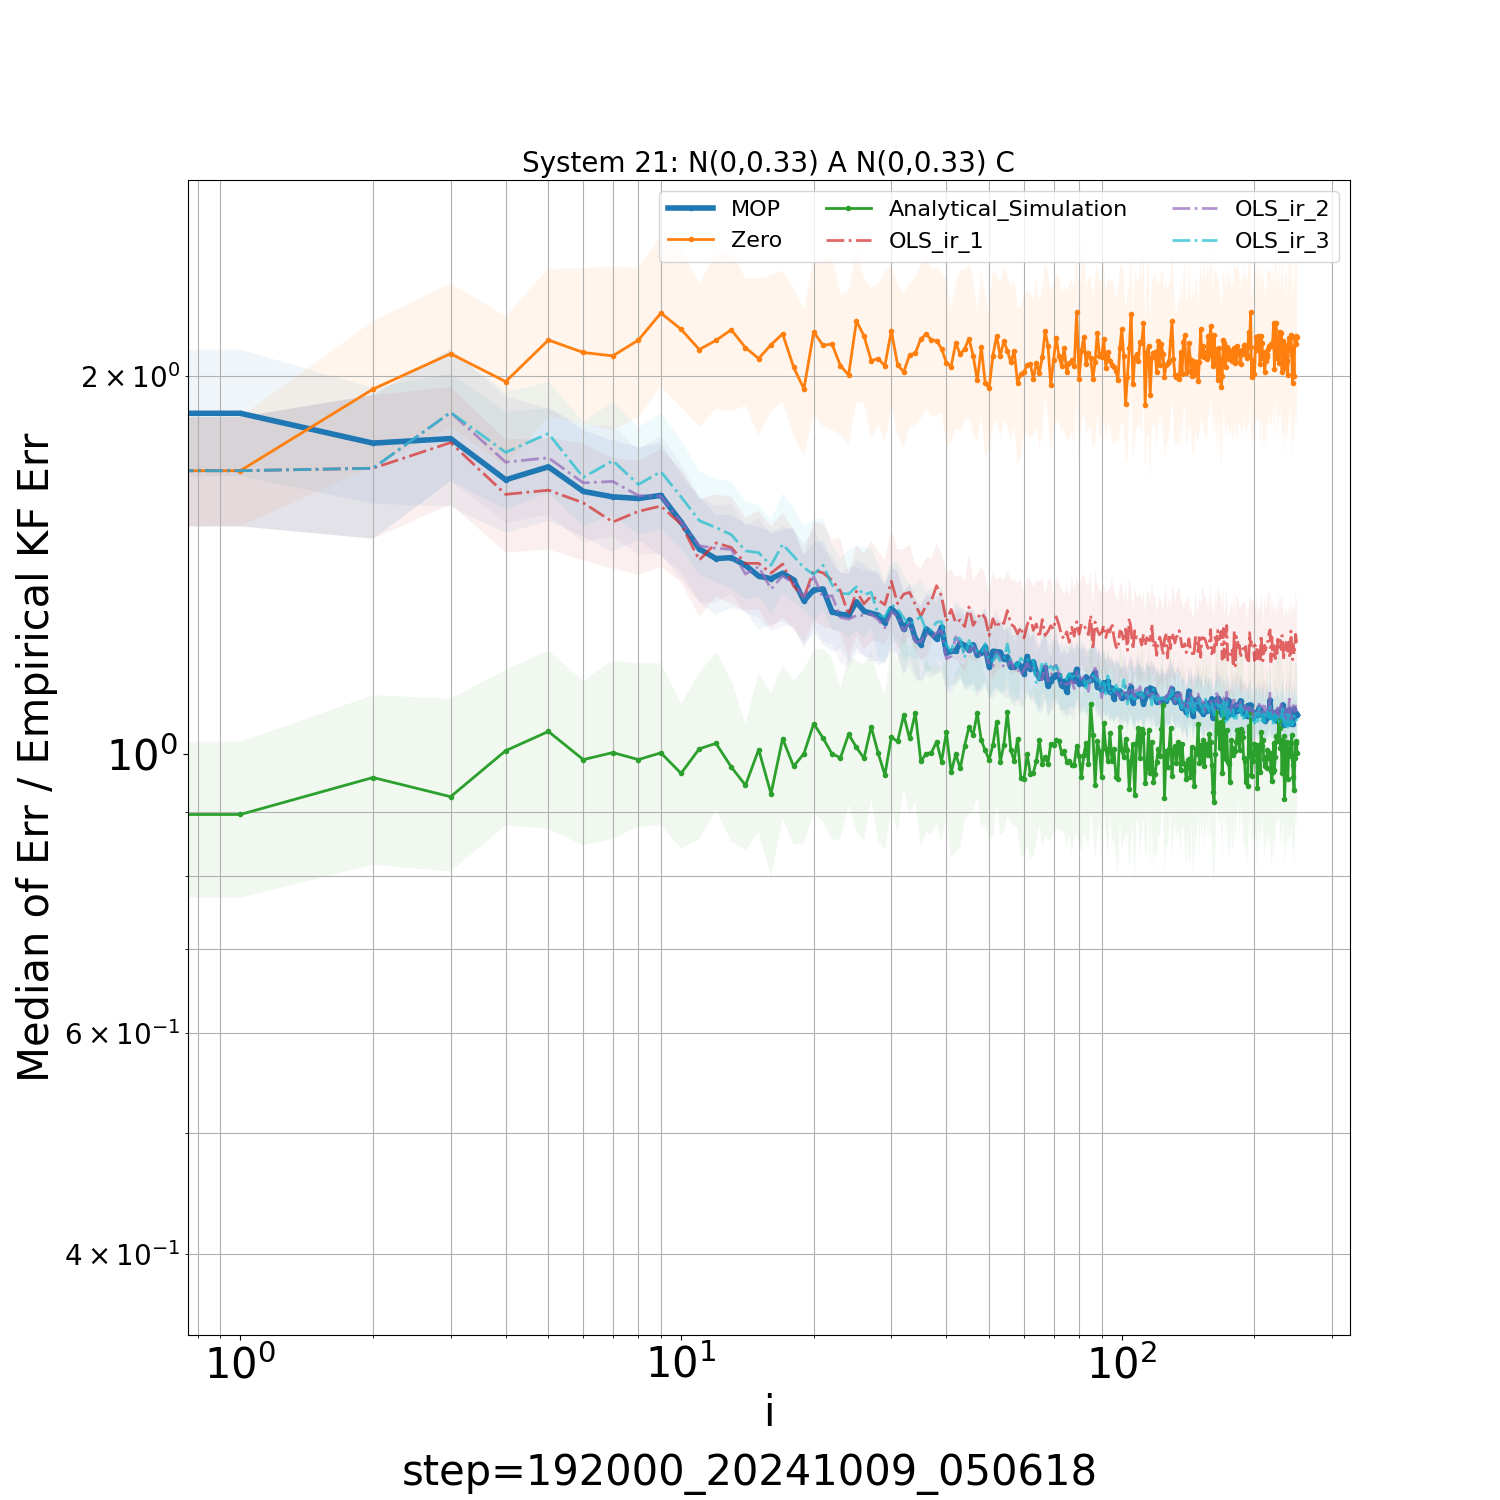 System 21: N(0,0.33) A N(0,0.33) C
MOP
Zero
Analytical_Simulation
OLS_ir_1
OLS_ir_2
OLS_ir_3
Median of Err / Empirical KF Err
2 × 10⁰
10⁰
6 × 10⁻¹
4 × 10⁻¹
10⁰ 10¹ 10²
i
step=192000_20241009_050618